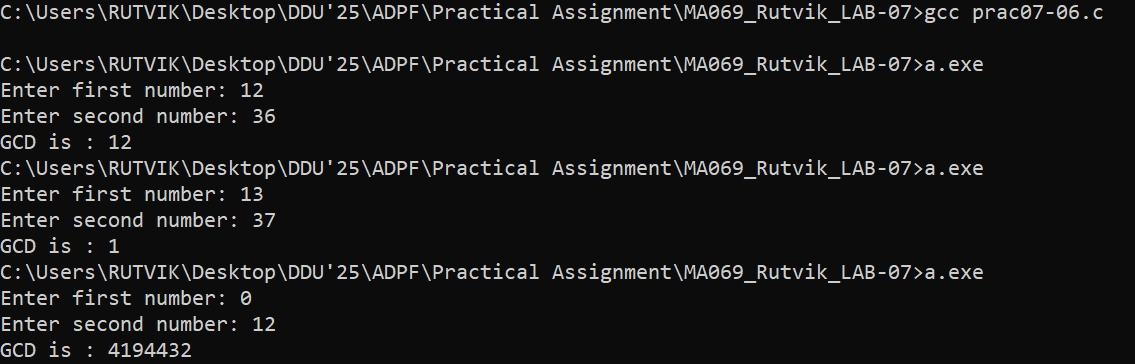 C:\Users\RUTVIK\Desktop\DDU'25\ADPF\Practical Assignment\MA069_Rutvik_LAB-07>gcc prac07-06.c
C:\Users\RUTVIK\Desktop\DDU'25\ADPF\Practical Assignment\MA069_Rutvik_LAB-07>a.exe
Enter first number: 12
Enter second number: 36
GCD is : 12
C:\Users\RUTVIK\Desktop\DDU'25\ADPF\Practical Assignment\MA069_Rutvik_LAB-07>a.exe
Enter first number: 13
Enter second number: 37
GCD is : 1
C:\Users\RUTVIK\Desktop\DDU'25\ADPF\Practical Assignment\MA069_Rutvik_LAB-07>a.exe
Enter first number: 0
Enter second number: 12
GCD is : 4194432